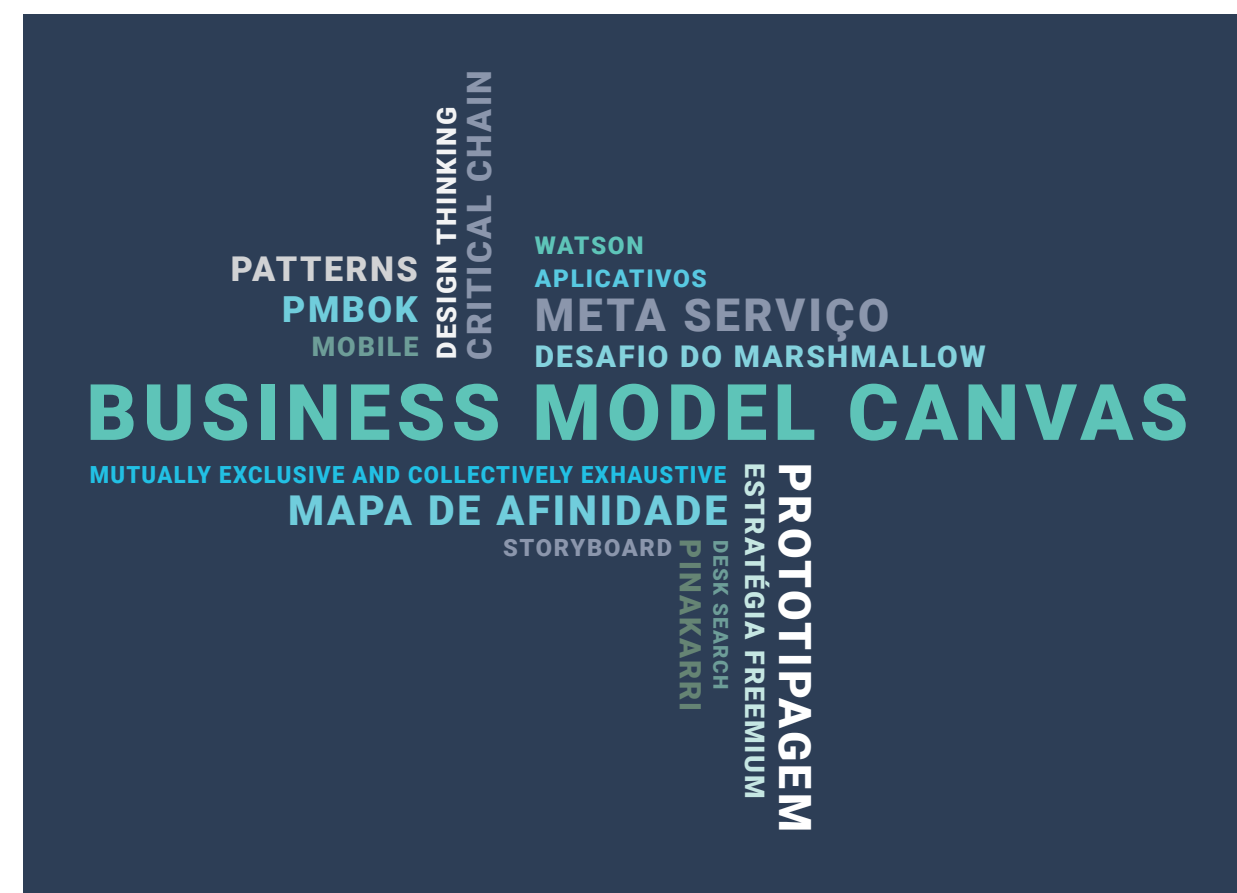 CRITICAL CHAIN
DESIGN THINKING
WATSON
PATTERNS
APLICATIVOS
PMBOK
META SERVIÇO
MOBILE
DESAFIO DO MARSHMALLOW
BUSINESS MODEL CANVAS
MUTUALLY EXCLUSIVE AND COLLECTIVELY EXHAUSTIVE
MAPA DE AFINIDADE
STORYBOARD
PINAKARRI
DESK SEARCH
ESTRATÉGIA FREEMIUM
PROTOTIPAGEM